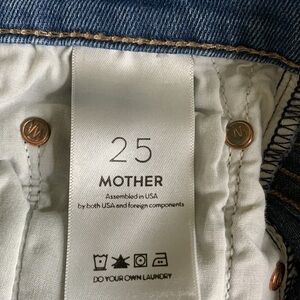 25
MOTHER
Assembled in USA
by both USA and foreign components
DO YOUR OWN LAUNDRY